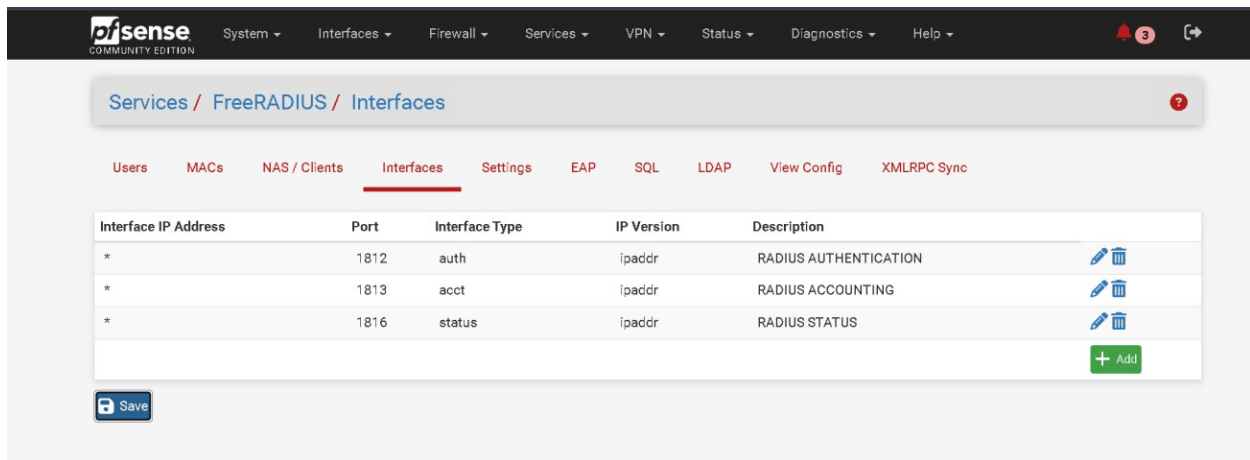 pfsense System Interfaces Firewall Services VPN Status Diagnostics Help 3
COMMUNITY EDITION
Services / FreeRADIUS / Interfaces ?
Users MACs NAS / Clients Interfaces Settings EAP SQL LDAP View Config XMLRPC Sync
Interface IP Address Port Interface Type IP Version Description
* 1812 auth ipaddr RADIUS AUTHENTICATION
* 1813 acct ipaddr RADIUS ACCOUNTING
* 1816 status ipaddr RADIUS STATUS
+ Add
Save